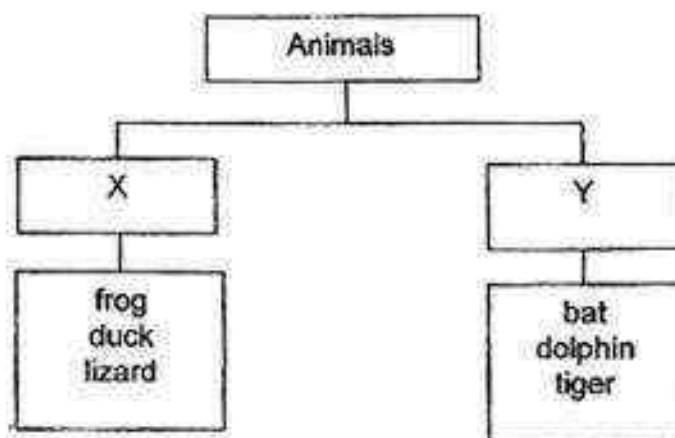 Animals
X
Y
frog
duck
lizard
bat
dolphin
tiger